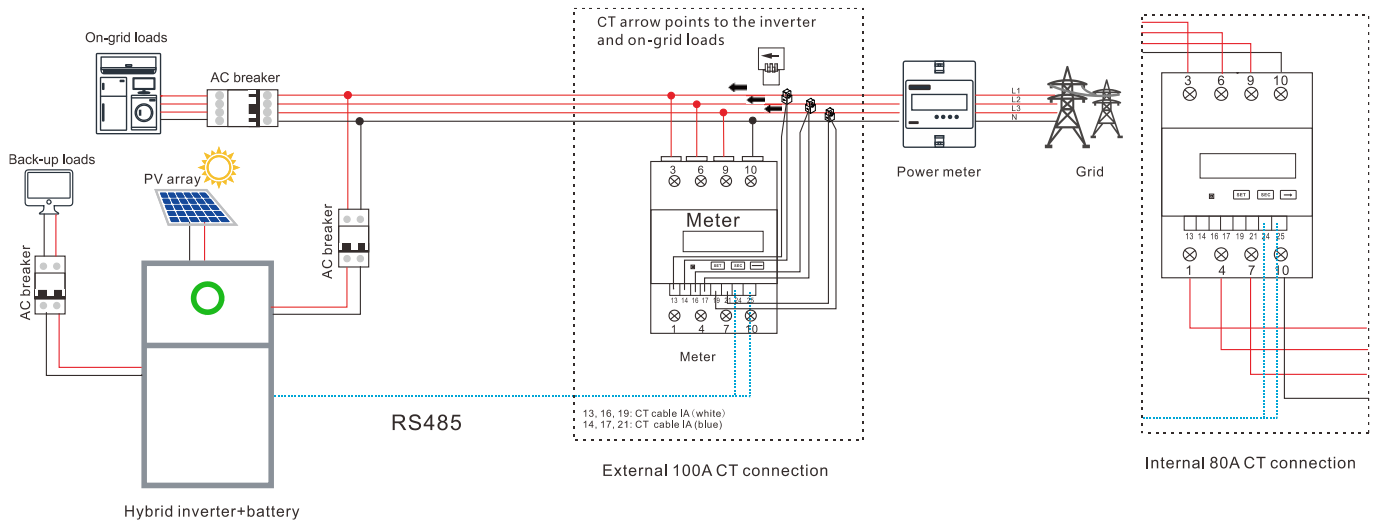 CT arrow points to the inverter
and on-grid loads
On-grid loads
AC breaker
L1
L2
L3
N
Power meter
Grid
Back-up loads
PV array
AC breaker
AC breaker
3 6 9 10
Meter
SET SEC
13 14 16 17 19 21 24 25
1 4 7 10
Meter
RS485
13, 16, 19: CT cable IA (white)
14, 17, 21: CT cable IA (blue)
External 100A CT connection
Hybrid inverter+battery
3 6 9 10
SET SEC
13 14 16 17 19 21 24 25
1 4 7 10
Internal 80A CT connection